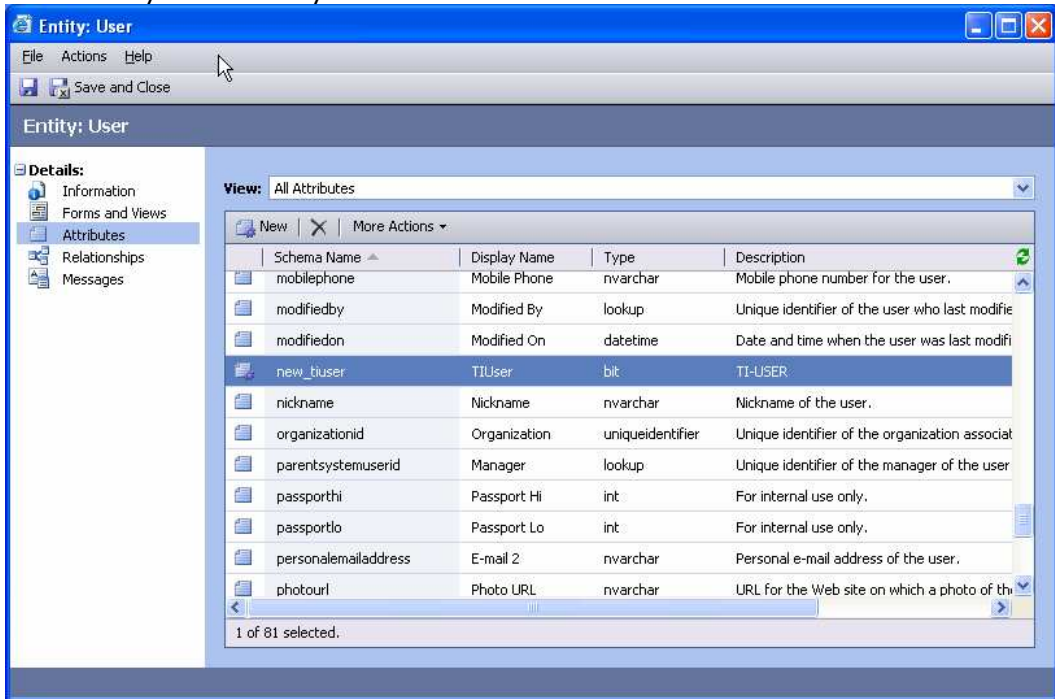 Entity: User
File Actions Help
Save and Close
Entity: User
Details:
Information
Forms and Views
Attributes
Relationships
Messages
View: All Attributes
New | More Actions
Schema Name Display Name Type Description
mobilephone Mobile Phone nvarchar Mobile phone number for the user.
modifiedby Modified By lookup Unique identifier of the user who last modifie
modifiedon Modified On datetime Date and time when the user was last modifi
new_tiuser TIUser bit TI-USER
nickname Nickname nvarchar Nickname of the user.
organizationid Organization uniqueidentifier Unique identifier of the organization associat
parentsystemuserid Manager lookup Unique identifier of the manager of the user
passporthi Passport Hi int For internal use only.
passportlo Passport Lo int For internal use only.
personalemailaddress E-mail 2 nvarchar Personal e-mail address of the user.
photourl Photo URL nvarchar URL for the Web site on which a photo of th
1 of 81 selected.